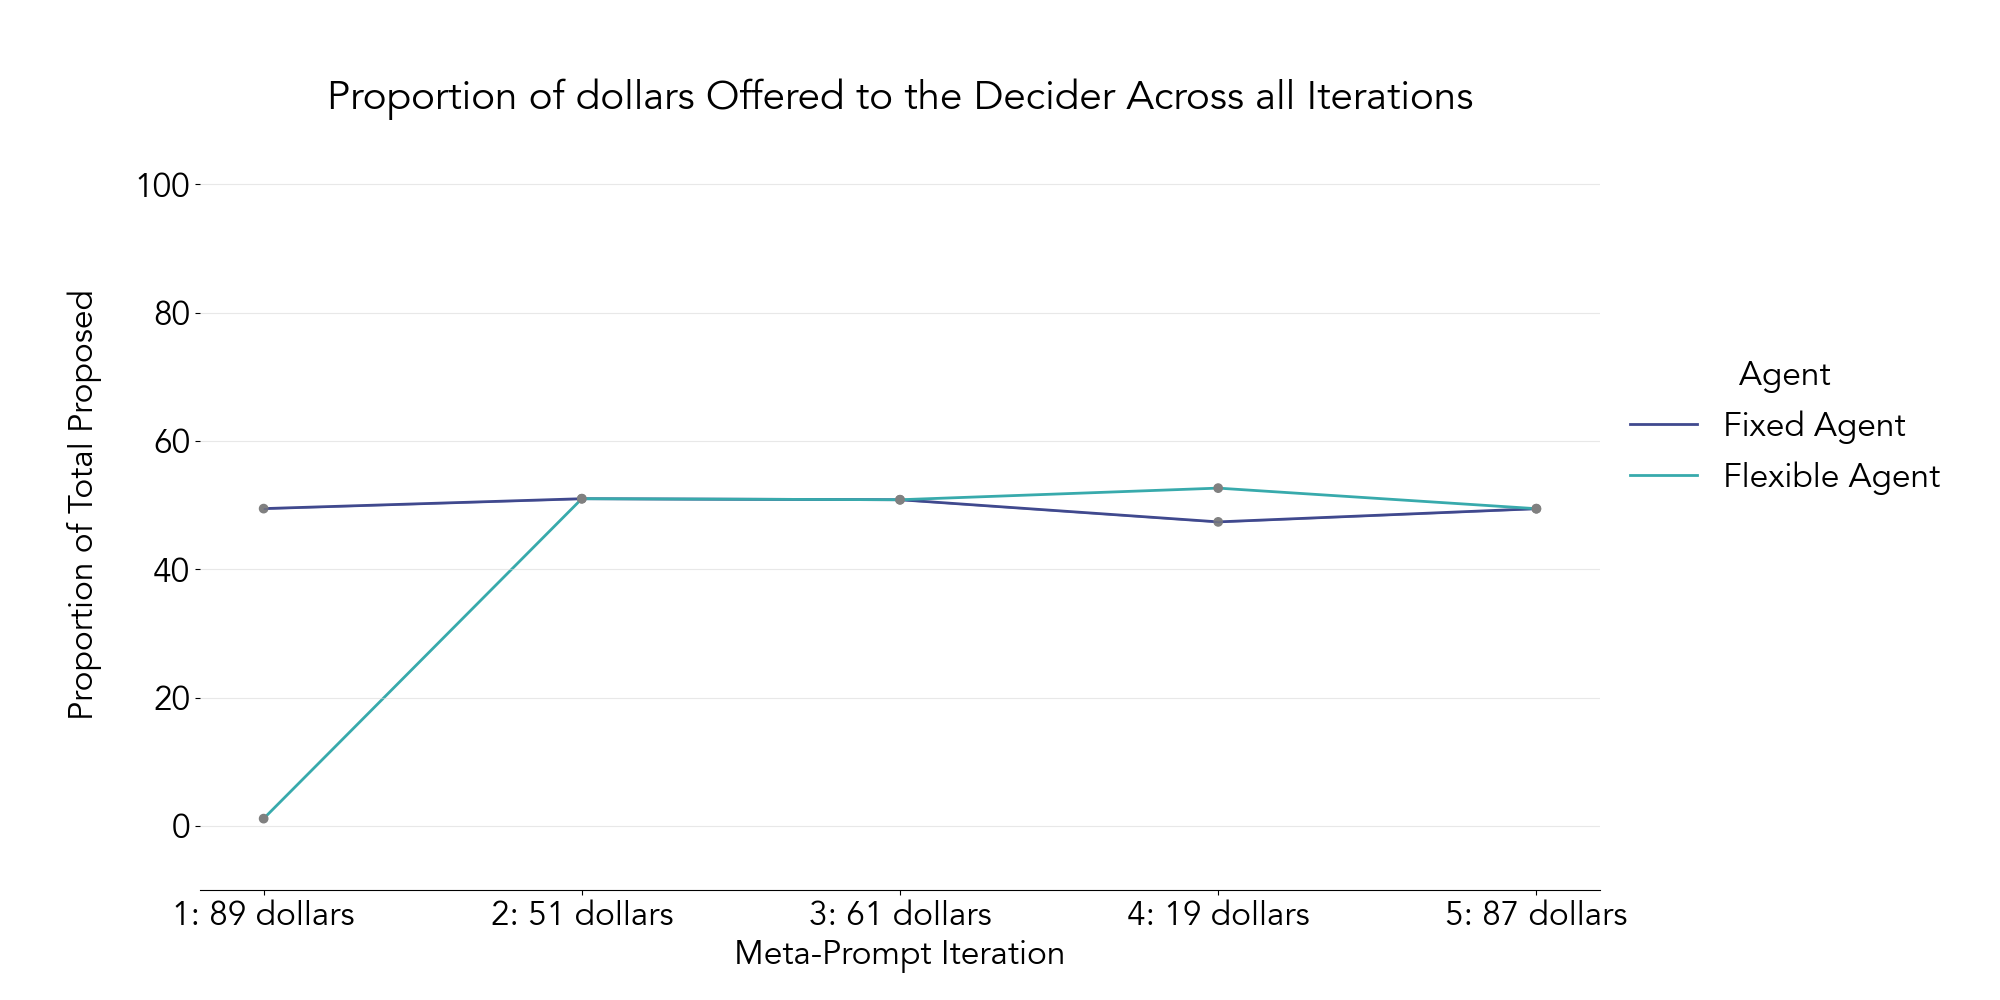 Proportion of dollars Offered to the Decider Across all Iterations
Proportion of Total Proposed
100
80
60
40
20
0
1: 89 dollars
2: 51 dollars
3: 61 dollars
4: 19 dollars
5: 87 dollars
Meta-Prompt Iteration
Agent
Fixed Agent
Flexible Agent